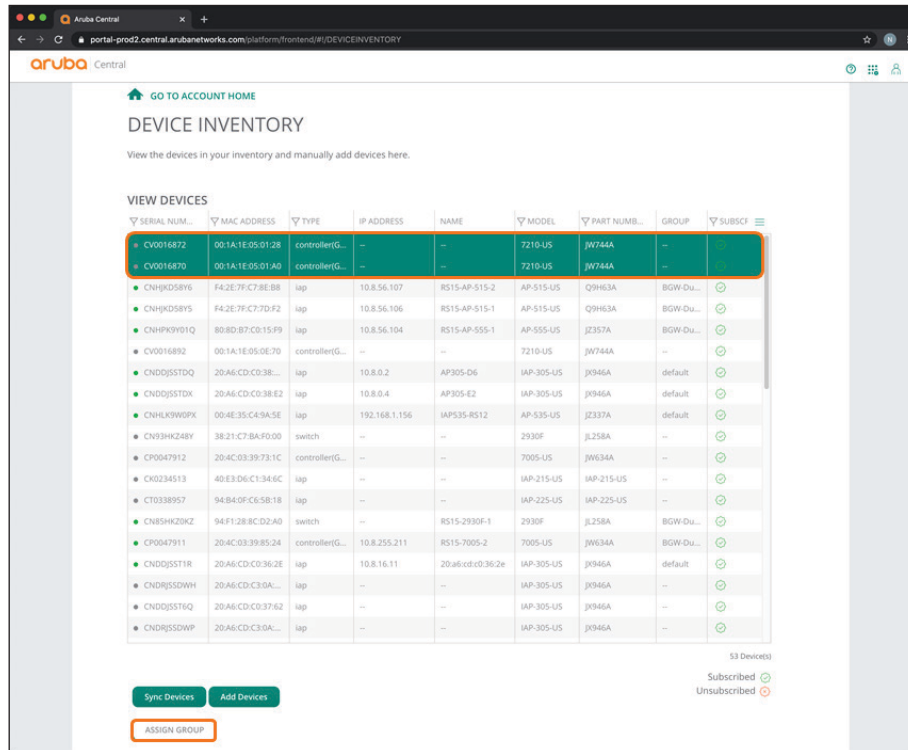 Aruba Central
portal-prod2.central.arubanetworks.com/platform/frontend/#!/DEVICEINVENTORY
N
aruba Central
GO TO ACCOUNT HOME
DEVICE INVENTORY
View the devices in your inventory and manually add devices here.
VIEW DEVICES
SERIAL NUM... MAC ADDRESS TYPE IP ADDRESS NAME MODEL PART NUMB... GROUP SUBSCF
CV0016872 00:1A:1E:05:01:28 controller(G... -- -- 7210-US JW744A --
CV0016870 00:1A:1E:05:01:A0 controller(G... -- -- 7210-US JW744A --
CNHJKD58Y6 F4:2E:7F:C7:8E:B8 iap 10.8.56.107 RS15-AP-515-2 AP-515-US Q9H63A BGW-Du...
CNHJKD58Y5 F4:2E:7F:C7:7D:F2 iap 10.8.56.106 RS15-AP-515-1 AP-515-US Q9H63A BGW-Du...
CNHPK9Y01Q 80:8D:B7:C0:15:F9 iap 10.8.56.104 RS15-AP-555-1 AP-555-US JZ357A BGW-Du...
CV0016892 00:1A:1E:05:0E:70 controller(G... -- -- 7210-US JW744A --
CNDDJSSTDQ 20:A6:CD:C0:38:... iap 10.8.0.2 AP305-D6 IAP-305-US JX946A default
CNDDJSSTDX 20:A6:CD:C0:38:E2 iap 10.8.0.4 AP305-E2 IAP-305-US JX946A default
CNHLK9W0PX 00:4E:35:C4:9A:5E iap 192.168.1.156 IAP535-RS12 AP-535-US JZ337A default
CN93HKZ48Y 38:21:C7:BA:F0:00 switch -- -- 2930F JL258A --
CP0047912 20:4C:03:39:73:1C controller(G... -- -- 7005-US JW634A --
CK0234513 40:E3:D6:C1:34:6C iap -- -- IAP-215-US IAP-215-US --
CT0338957 94:B4:0F:C6:5B:18 iap -- -- IAP-225-US IAP-225-US --
CN85HKZ0KZ 94:F1:28:8C:D2:A0 switch -- RS15-2930F-1 2930F JL258A BGW-Du...
CP0047911 20:4C:03:39:85:24 controller(G... 10.8.255.211 RS15-7005-2 7005-US JW634A BGW-Du...
CNDDJSST1R 20:A6:CD:C0:36:2E iap 10.8.16.11 20:a6:cd:c0:36:2e IAP-305-US JX946A default
CNDRJSSDWH 20:A6:CD:C3:0A:... iap -- -- IAP-305-US JX946A --
CNDDJSST6Q 20:A6:CD:C0:37:62 iap -- -- IAP-305-US JX946A --
CNDRJSSDWP 20:A6:CD:C3:0A:... iap -- -- IAP-305-US JX946A --
53 Device(s)
Subscribed
Unsubscribed
Sync Devices Add Devices
ASSIGN GROUP